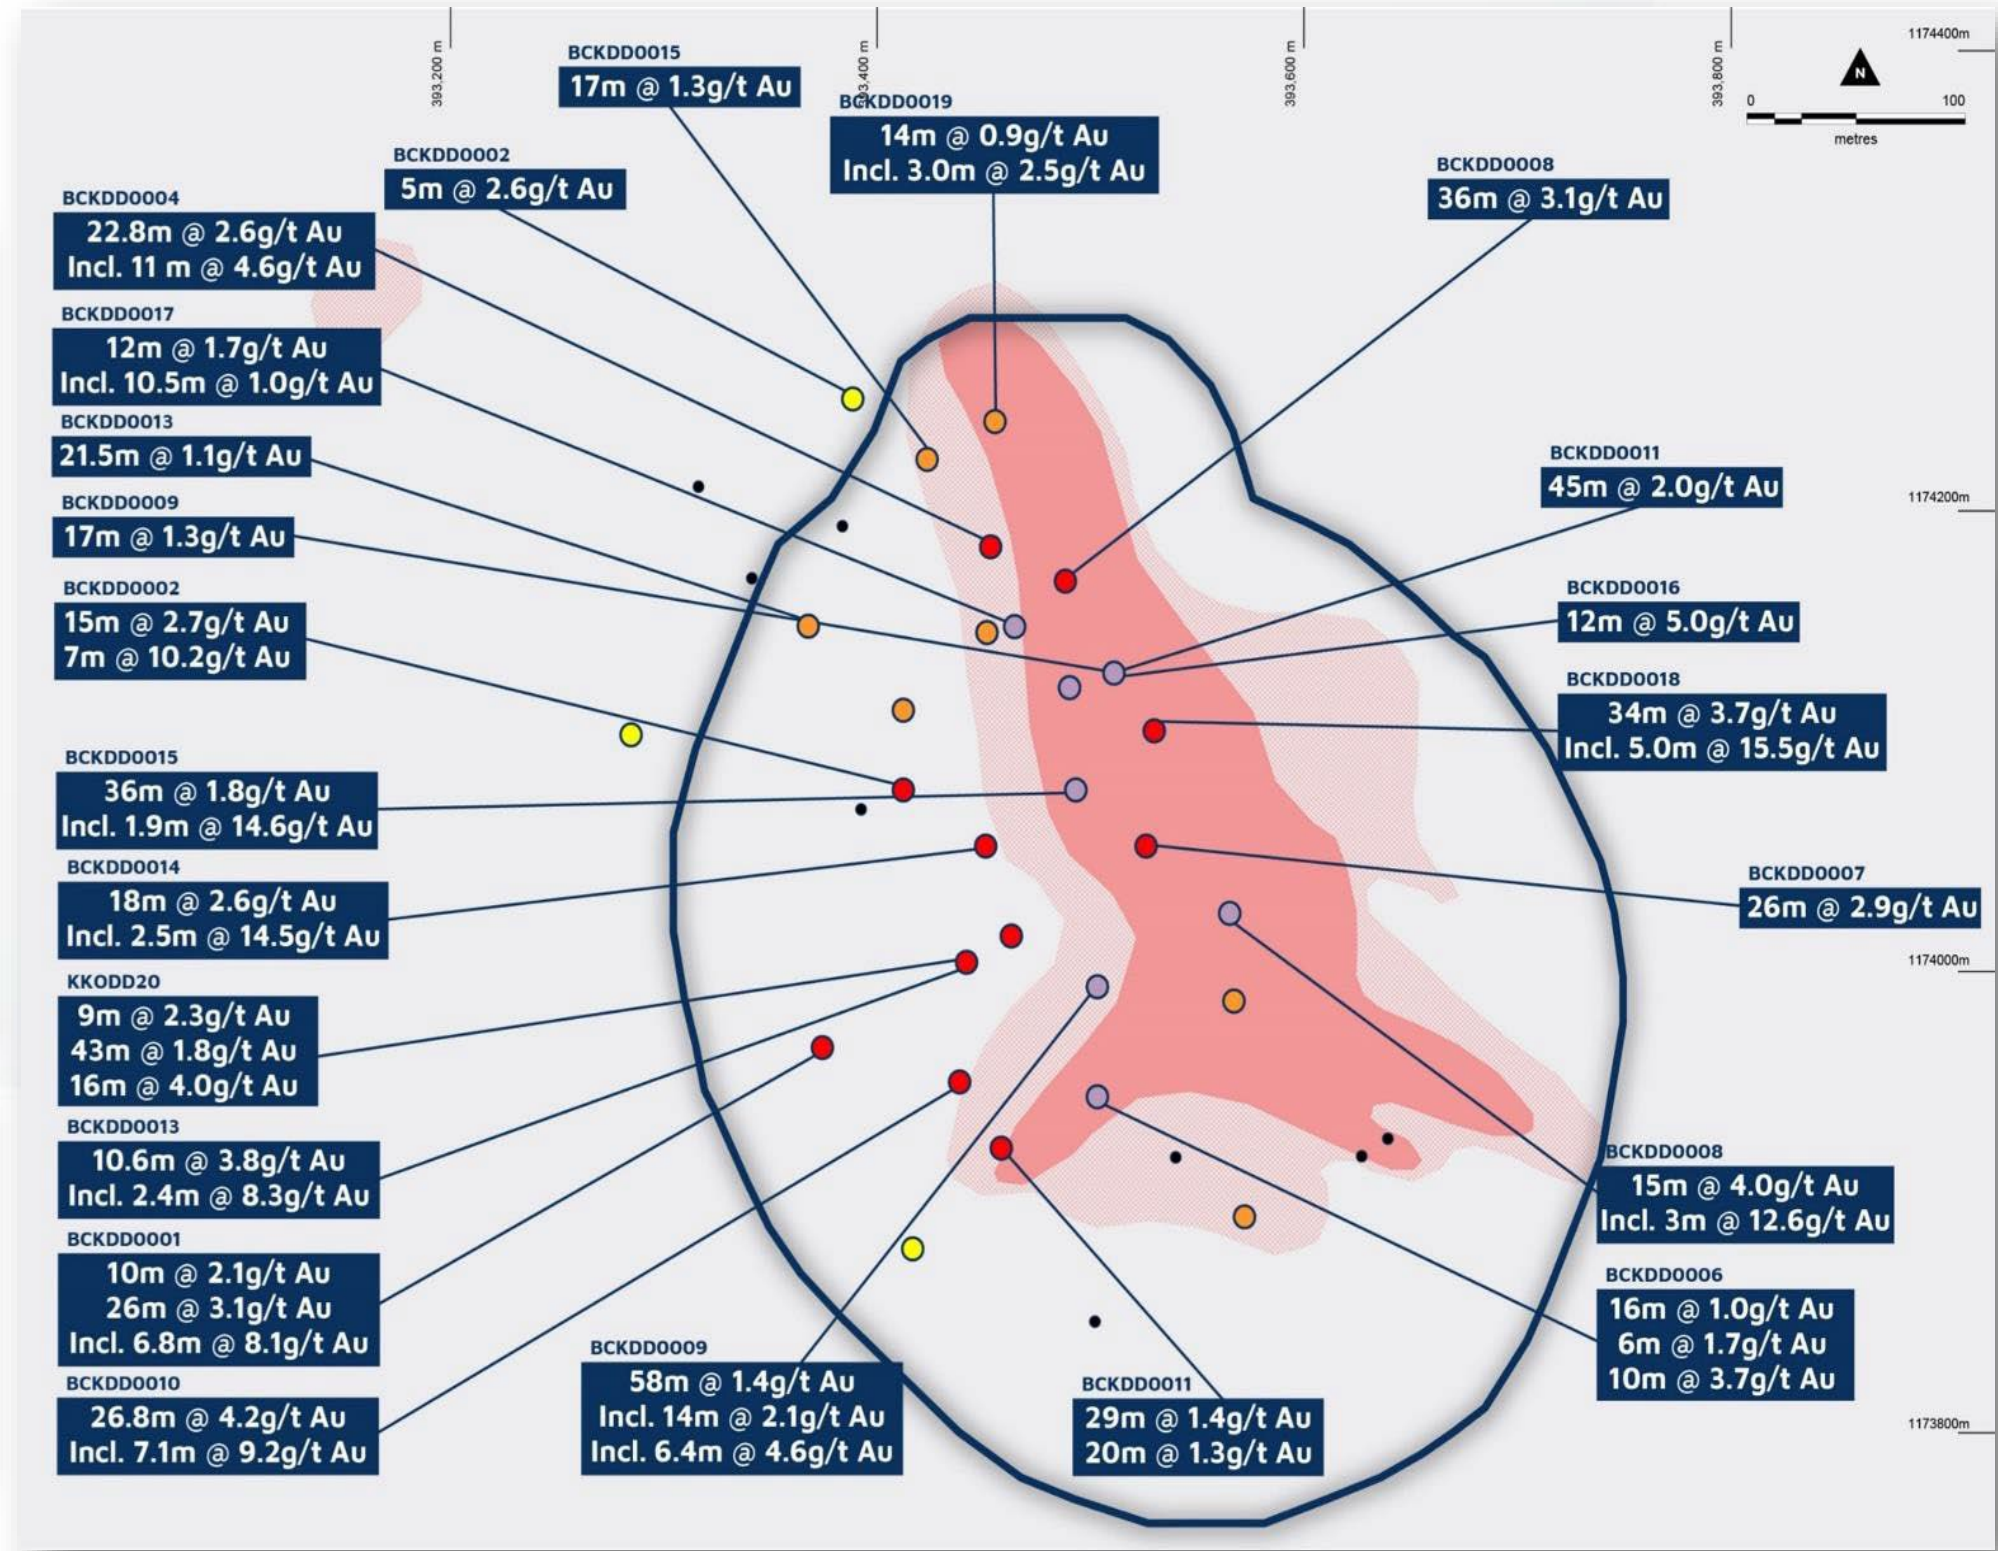 393,200 m
393,400 m
393,600 m
393,800 m
1174400m
N
0 100
metres
BCKDD0015
17m @ 1.3g/t Au
BCKDD0019
14m @ 0.9g/t Au
Incl. 3.0m @ 2.5g/t Au
BCKDD0002
5m @ 2.6g/t Au
BCKDD0008
36m @ 3.1g/t Au
BCKDD0004
22.8m @ 2.6g/t Au
Incl. 11 m @ 4.6g/t Au
BCKDD0017
12m @ 1.7g/t Au
Incl. 10.5m @ 1.0g/t Au
BCKDD0013
21.5m @ 1.1g/t Au
BCKDD0009
17m @ 1.3g/t Au
BCKDD0002
15m @ 2.7g/t Au
7m @ 10.2g/t Au
BCKDD0015
36m @ 1.8g/t Au
Incl. 1.9m @ 14.6g/t Au
BCKDD0014
18m @ 2.6g/t Au
Incl. 2.5m @ 14.5g/t Au
KKODD20
9m @ 2.3g/t Au
43m @ 1.8g/t Au
16m @ 4.0g/t Au
BCKDD0013
10.6m @ 3.8g/t Au
Incl. 2.4m @ 8.3g/t Au
BCKDD0001
10m @ 2.1g/t Au
26m @ 3.1g/t Au
Incl. 6.8m @ 8.1g/t Au
BCKDD0010
26.8m @ 4.2g/t Au
Incl. 7.1m @ 9.2g/t Au
BCKDD0009
58m @ 1.4g/t Au
Incl. 14m @ 2.1g/t Au
Incl. 6.4m @ 4.6g/t Au
BCKDD0011
29m @ 1.4g/t Au
20m @ 1.3g/t Au
BCKDD0011
45m @ 2.0g/t Au
1174200m
BCKDD0016
12m @ 5.0g/t Au
BCKDD0018
34m @ 3.7g/t Au
Incl. 5.0m @ 15.5g/t Au
BCKDD0007
26m @ 2.9g/t Au
1174000m
BCKDD0008
15m @ 4.0g/t Au
Incl. 3m @ 12.6g/t Au
BCKDD0006
16m @ 1.0g/t Au
6m @ 1.7g/t Au
10m @ 3.7g/t Au
1173800m